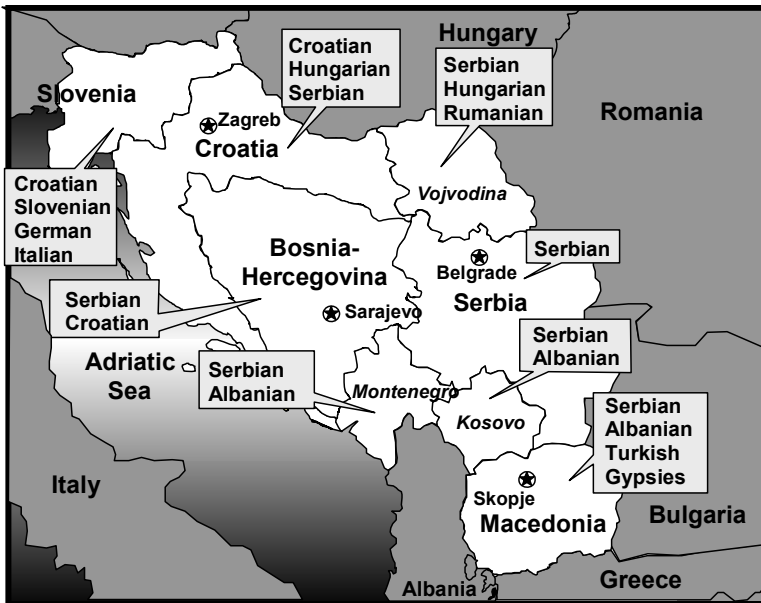 Hungary
Croatian
Hungarian
Serbian
Serbian
Hungarian
Rumanian
Slovenia
Romania
Zagreb
Croatia
Croatian
Slovenian
German
Italian
Vojvodina
Bosnia-
Hercegovina
Serbian
Belgrade
Serbia
Serbian
Croatian
Sarajevo
Adriatic
Sea
Serbian
Albanian
Serbian
Albanian
Montenegro
Kosovo
Serbian
Albanian
Turkish
Gypsies
Italy
Skopje
Macedonia
Bulgaria
Albania
Greece